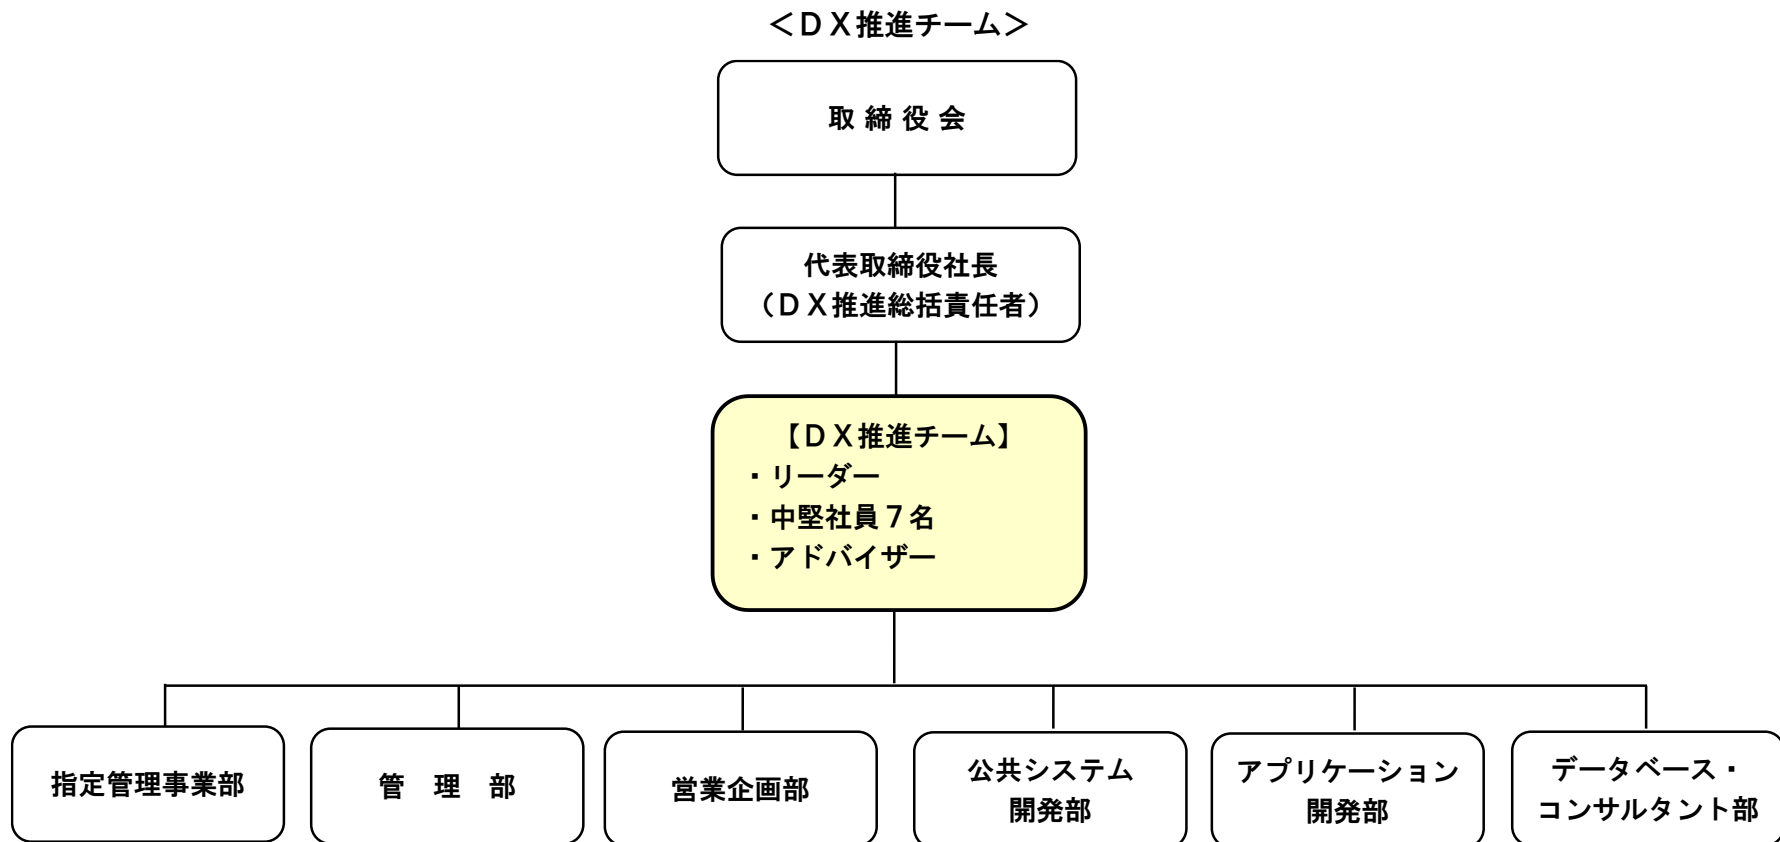 ＜ＤＸ推進チーム＞
取 締 役 会
代表取締役社長
（ＤＸ推進総括責任者）
【ＤＸ推進チーム】
・リーダー
・中堅社員７名
・アドバイザー
指定管理事業部
管　理　部
営業企画部
公共システム
開発部
アプリケーション
開発部
データベース・
コンサルタント部